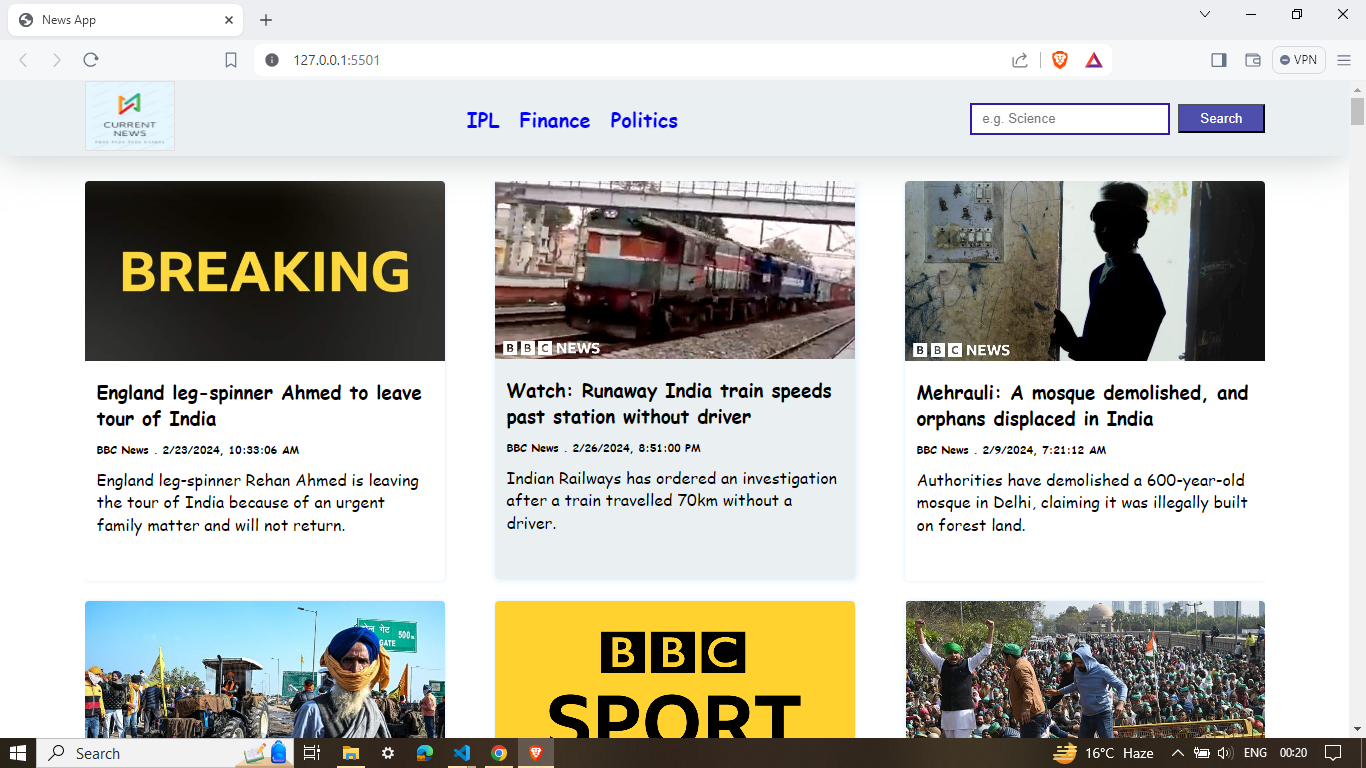 News App
127.0.0.1:5501
VPN
CURRENT
NEWS
IPL Finance Politics
e.g. Science
Search
BREAKING
BBC NEWS
BBC NEWS
England leg-spinner Ahmed to leave
tour of India
BBC News . 2/23/2024, 10:33:06 AM
England leg-spinner Rehan Ahmed is leaving
the tour of India because of an urgent
family matter and will not return.
Watch: Runaway India train speeds
past station without driver
BBC News . 2/26/2024, 8:51:00 PM
Indian Railways has ordered an investigation
after a train travelled 70km without a
driver.
Mehrauli: A mosque demolished, and
orphans displaced in India
BBC News . 2/9/2024, 7:21:12 AM
Authorities have demolished a 600-year-old
mosque in Delhi, claiming it was illegally built
on forest land.
गेट 500
GATE
BBC
SPORT
Search
16°C Haze
ENG
00:20